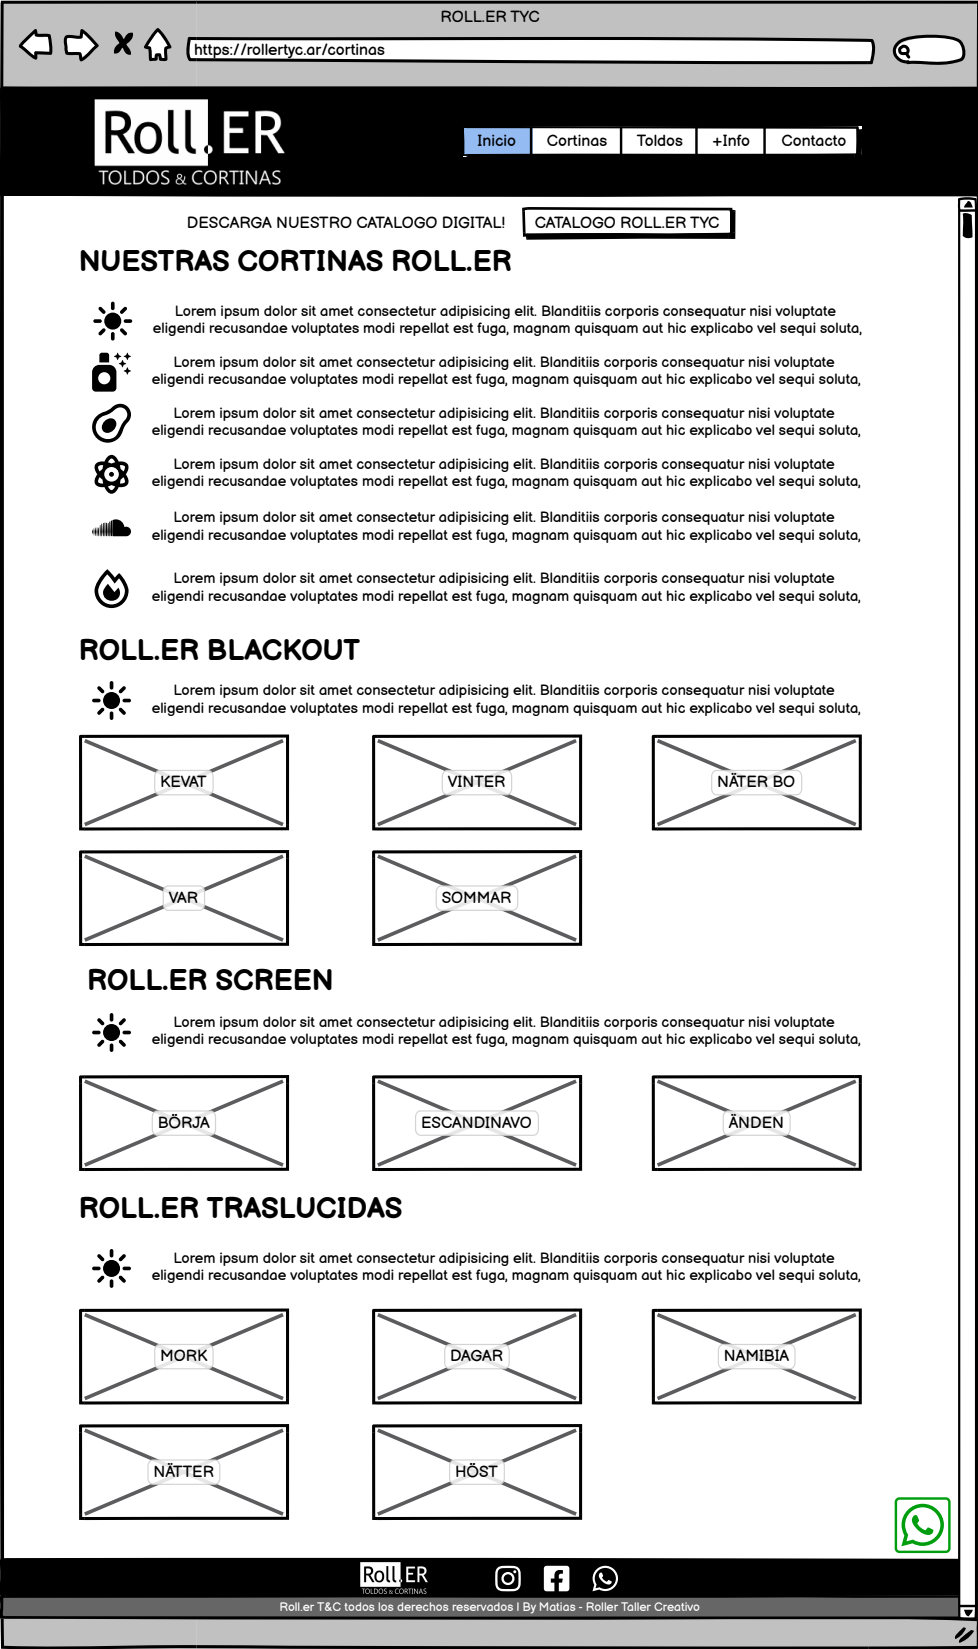 ROLL.ER TYC
https://rollertyc.ar/cortinas
Roll.ER
TOLDOS & CORTINAS
Inicio Cortinas Toldos +Info Contacto
DESCARGA NUESTRO CATALOGO DIGITAL! CATALOGO ROLL.ER TYC
NUESTRAS CORTINAS ROLL.ER
Lorem ipsum dolor sit amet consectetur adipisicing elit. Blanditiis corporis consequatur nisi voluptate
eligendi recusandae voluptates modi repellat est fuga, magnam quisquam aut hic explicabo vel sequi soluta,
Lorem ipsum dolor sit amet consectetur adipisicing elit. Blanditiis corporis consequatur nisi voluptate
eligendi recusandae voluptates modi repellat est fuga, magnam quisquam aut hic explicabo vel sequi soluta,
Lorem ipsum dolor sit amet consectetur adipisicing elit. Blanditiis corporis consequatur nisi voluptate
eligendi recusandae voluptates modi repellat est fuga, magnam quisquam aut hic explicabo vel sequi soluta,
Lorem ipsum dolor sit amet consectetur adipisicing elit. Blanditiis corporis consequatur nisi voluptate
eligendi recusandae voluptates modi repellat est fuga, magnam quisquam aut hic explicabo vel sequi soluta,
Lorem ipsum dolor sit amet consectetur adipisicing elit. Blanditiis corporis consequatur nisi voluptate
eligendi recusandae voluptates modi repellat est fuga, magnam quisquam aut hic explicabo vel sequi soluta,
Lorem ipsum dolor sit amet consectetur adipisicing elit. Blanditiis corporis consequatur nisi voluptate
eligendi recusandae voluptates modi repellat est fuga, magnam quisquam aut hic explicabo vel sequi soluta,
ROLL.ER BLACKOUT
Lorem ipsum dolor sit amet consectetur adipisicing elit. Blanditiis corporis consequatur nisi voluptate
eligendi recusandae voluptates modi repellat est fuga, magnam quisquam aut hic explicabo vel sequi soluta,
KEVAT VINTER NÄTER BO
VAR SOMMAR
ROLL.ER SCREEN
Lorem ipsum dolor sit amet consectetur adipisicing elit. Blanditiis corporis consequatur nisi voluptate
eligendi recusandae voluptates modi repellat est fuga, magnam quisquam aut hic explicabo vel sequi soluta,
BÖRJA ESCANDINAVO ÄNDEN
ROLL.ER TRASLUCIDAS
Lorem ipsum dolor sit amet consectetur adipisicing elit. Blanditiis corporis consequatur nisi voluptate
eligendi recusandae voluptates modi repellat est fuga, magnam quisquam aut hic explicabo vel sequi soluta,
MORK DAGAR NAMIBIA
NÄTTER HÖST
Roll.ER
TOLDOS & CORTINAS
Roll.er T&C todos los derechos reservados | By Matias - Roller Taller Creativo